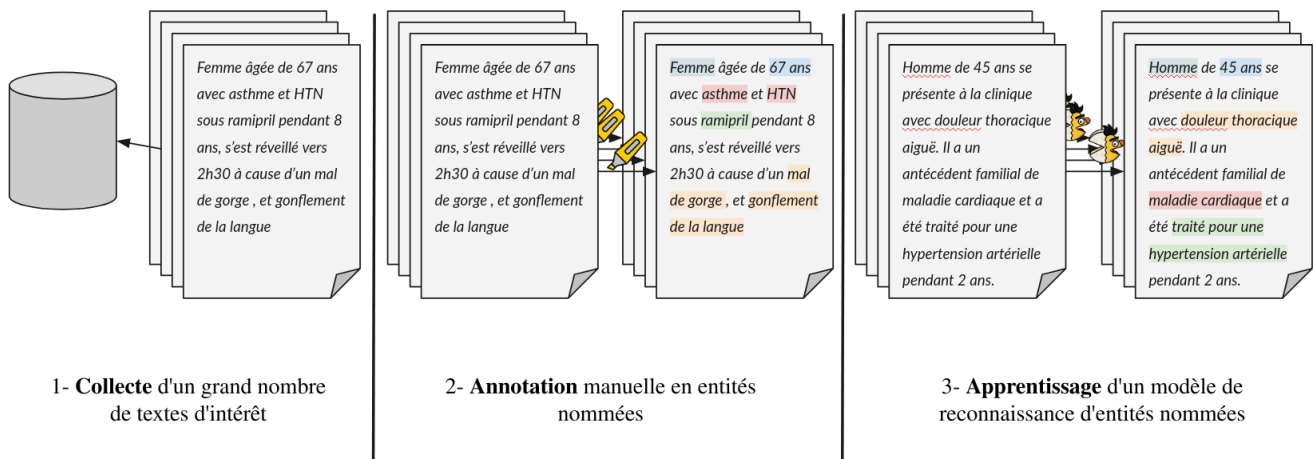 Femme âgée de 67 ans
avec asthme et HTN
sous ramipril pendant 8
ans, s'est réveillé vers
2h30 à cause d'un mal
de gorge , et gonflement
de la langue
1- Collecte d'un grand nombre
de textes d'intérêt
Femme âgée de 67 ans
avec asthme et HTN
sous ramipril pendant 8
ans, s'est réveillé vers
2h30 à cause d'un mal
de gorge , et gonflement
de la langue
Femme âgée de 67 ans
avec asthme et HTN
sous ramipril pendant 8
ans, s'est réveillé vers
2h30 à cause d'un mal
de gorge , et gonflement
de la langue
2- Annotation manuelle en entités
nommées
Homme de 45 ans se
présente à la clinique
avec douleur thoracique
aiguë. Il a un
antécédent familial de
maladie cardiaque et a
été traité pour une
hypertension artérielle
pendant 2 ans.
Homme de 45 ans se
présente à la clinique
avec douleur thoracique
aiguë. Il a un
antécédent familial de
maladie cardiaque et a
été traité pour une
hypertension artérielle
pendant 2 ans.
3- Apprentissage d'un modèle de
reconnaissance d'entités nommées